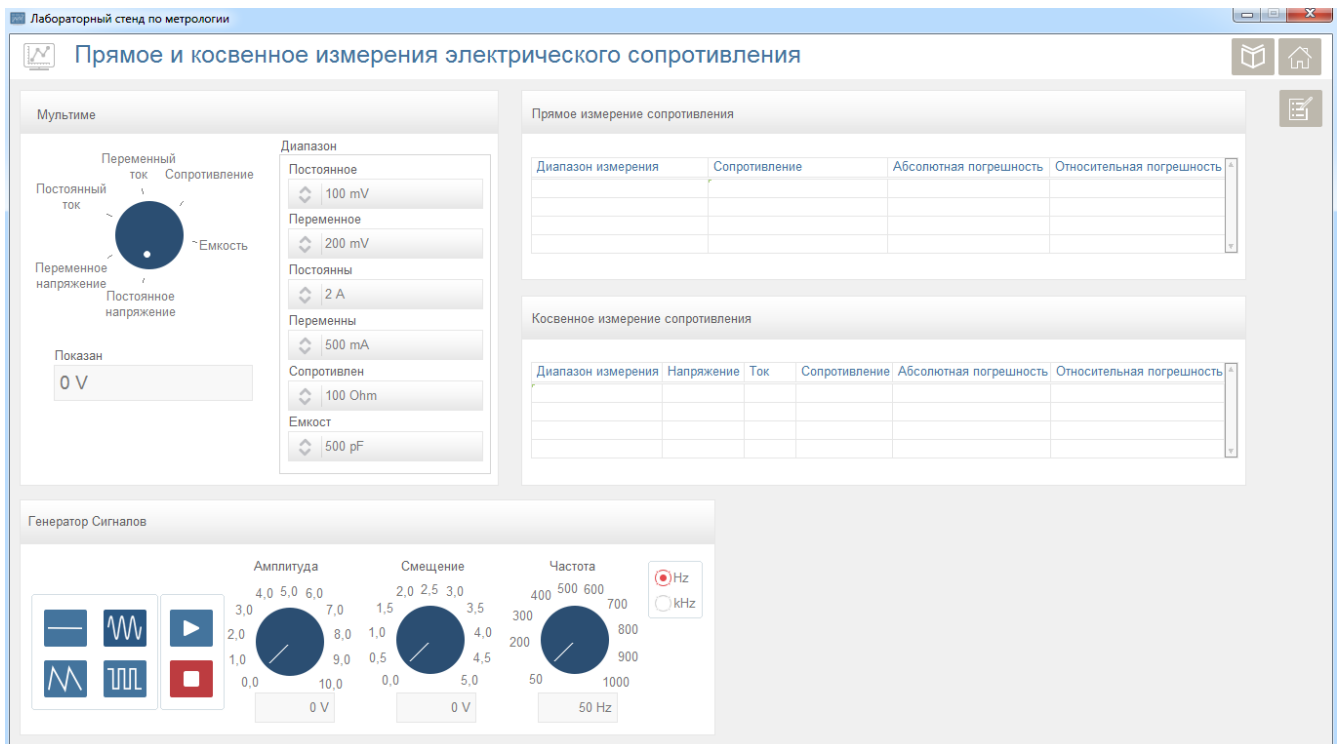 Лабораторный стенд по метрологии
Прямое и косвенное измерения электрического сопротивления
Мультиме
Переменный
ток
Сопротивление
Постоянный
ток
Емкость
Переменное
напряжение
Постоянное
напряжение
Показан
0 V
Диапазон
Постоянное
100 mV
Переменное
200 mV
Постоянны
2 A
Переменны
500 mA
Сопротивлен
100 Ohm
Емкост
500 pF
Прямое измерение сопротивления
Диапазон измерения Сопротивление Абсолютная погрешность Относительная погрешность
Косвенное измерение сопротивления
Диапазон измерения Напряжение Ток Сопротивление Абсолютная погрешность Относительная погрешность
Генератор Сигналов
Амплитуда
4,0 5,0 6,0
3,0 7,0
2,0 8,0
1,0 9,0
0,0 10,0
0 V
Смещение
2,0 2,5 3,0
1,5 3,5
1,0 4,0
0,5 4,5
0,0 5,0
0 V
Частота
400 500 600
300 700
200 800
900
50 1000
50 Hz
Hz
kHz